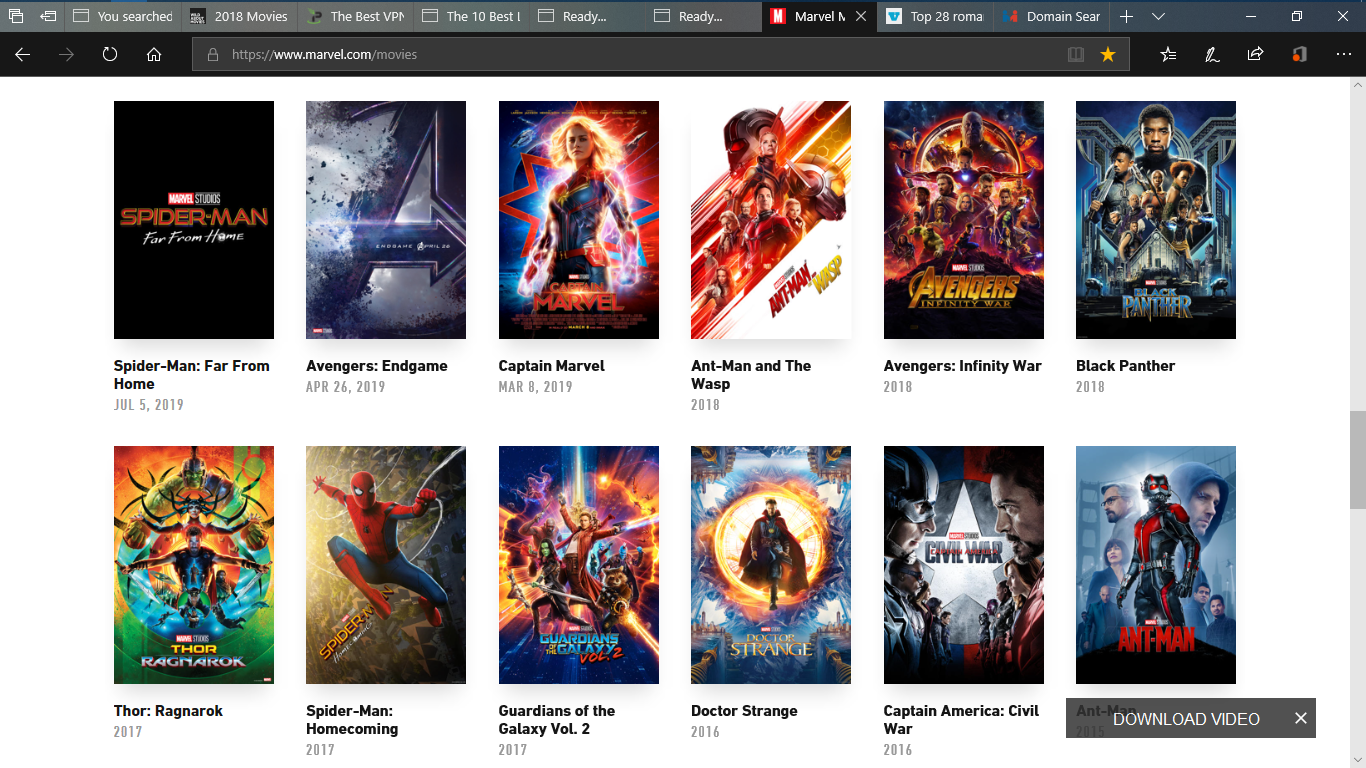 You searched
2018 Movies
The Best VPN
The 10 Best L
Ready...
Ready...
Marvel M
Top 28 roma
Domain Sear
https://www.marvel.com/movies
MARVEL STUDIOS
SPIDER-MAN
Far From Home
ENDGAME APRIL 26
MARVEL STUDIOS
CAPTAIN
MARVEL
ANT-MAN
WASP
MARVEL STUDIOS
AVENGERS
INFINITY WAR
BLACK
PANTHER
Spider-Man: Far From
Home
JUL 5, 2019
Avengers: Endgame
APR 26, 2019
Captain Marvel
MAR 8, 2019
Ant-Man and The
Wasp
2018
Avengers: Infinity War
2018
Black Panther
2018
MARVEL STUDIOS
THOR
RAGNAROK
SPIDER-MAN
Homecoming
GUARDIANS
OF THE GALAXY
VOL. 2
DOCTOR
STRANGE
CAPTAIN AMERICA
CIVIL WAR
ANT-MAN
Thor: Ragnarok
2017
Spider-Man:
Homecoming
2017
Guardians of the
Galaxy Vol. 2
2017
Doctor Strange
2016
Captain America: Civil
War
2016
Ant-Man
2015
DOWNLOAD VIDEO